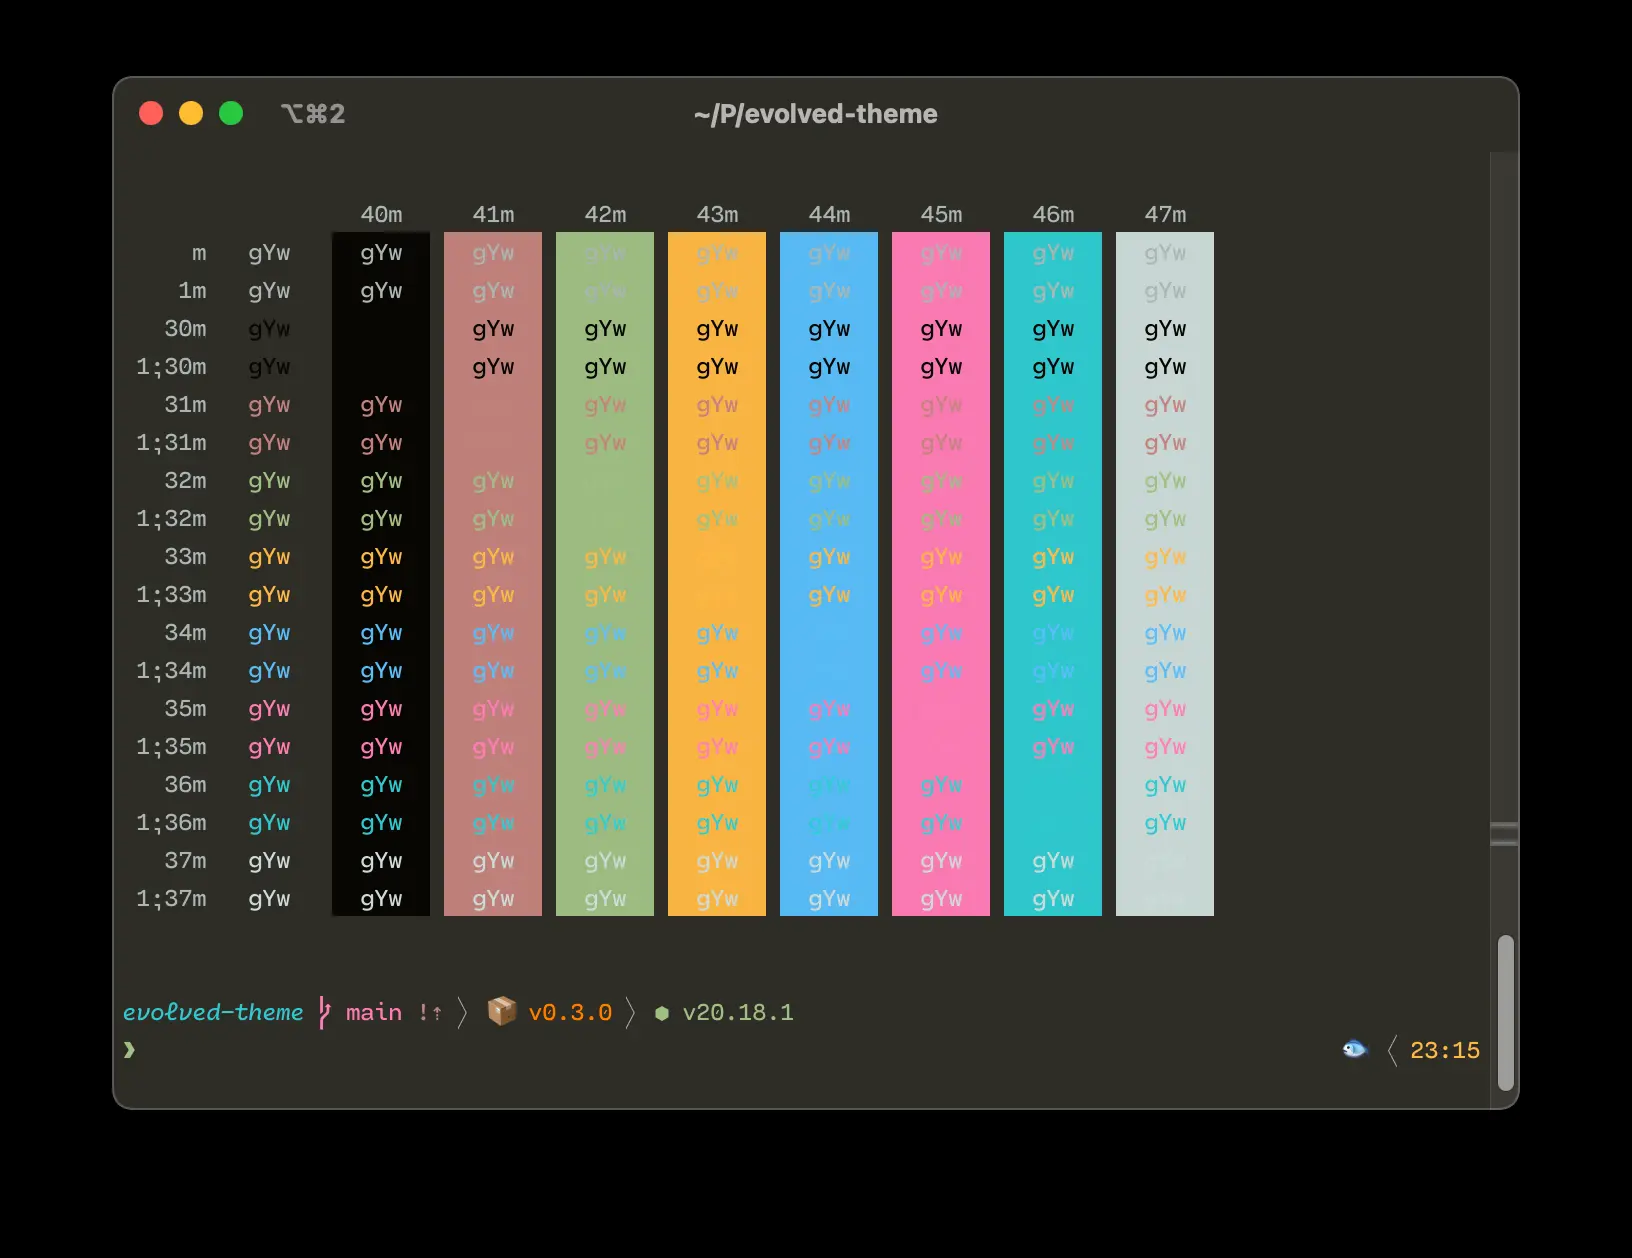 ⌥⌘2 ~/P/evolved-theme
40m 41m 42m 43m 44m 45m 46m 47m
m gYw gYw gYw gYw gYw gYw gYw gYw gYw
1m gYw gYw gYw gYw gYw gYw gYw gYw gYw
30m gYw gYw gYw gYw gYw gYw gYw gYw
1;30m gYw gYw gYw gYw gYw gYw gYw gYw
31m gYw gYw gYw gYw gYw gYw gYw gYw
1;31m gYw gYw gYw gYw gYw gYw gYw gYw
32m gYw gYw gYw gYw gYw gYw gYw gYw
1;32m gYw gYw gYw gYw gYw gYw gYw gYw
33m gYw gYw gYw gYw gYw gYw gYw gYw
1;33m gYw gYw gYw gYw gYw gYw gYw gYw
34m gYw gYw gYw gYw gYw gYw gYw gYw
1;34m gYw gYw gYw gYw gYw gYw gYw gYw
35m gYw gYw gYw gYw gYw gYw gYw gYw
1;35m gYw gYw gYw gYw gYw gYw gYw gYw
36m gYw gYw gYw gYw gYw gYw gYw gYw
1;36m gYw gYw gYw gYw gYw gYw gYw gYw
37m gYw gYw gYw gYw gYw gYw gYw gYw
1;37m gYw gYw gYw gYw gYw gYw gYw gYw
evolved-theme main !⇡ 〉 📦 v0.3.0 〉 ⬢ v20.18.1
❯ 🐟 〈 23:15